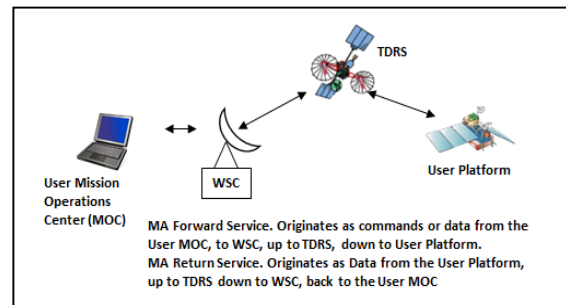 TDRS
WSC
User Platform
User Mission
Operations
Center (MOC)
MA Forward Service. Originates as commands or data from the
User MOC, to WSC, up to TDRS, down to User Platform.
MA Return Service. Originates as Data from the User Platform,
up to TDRS down to WSC, back to the User MOC